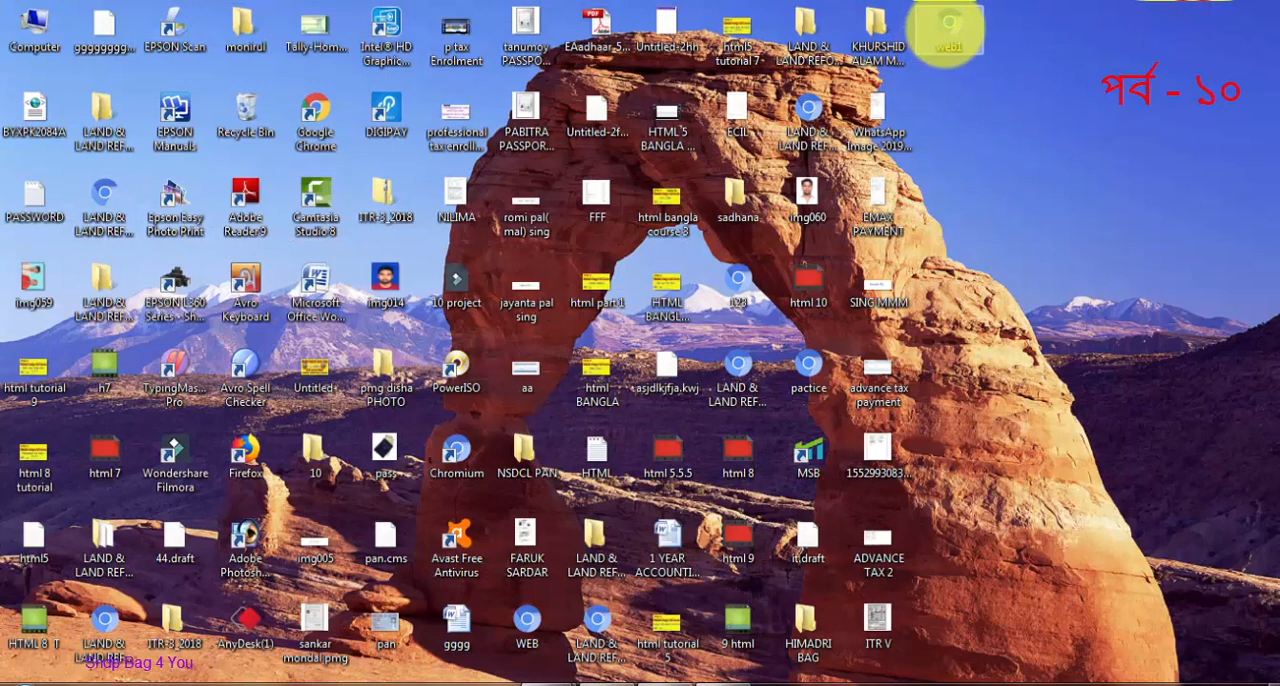 Computer
ggggggggg...
EPSON Scan
monirull
Tally-Hom...
Intel® HD
Graphic...
p tax
Enrolment
tanumoy
PASSPO...
EAadhaar_5...
Untitled-2hh
html5
tutorial 7
LAND &
LAND REFO...
KHURSHID
ALAM M...
web1
পর্ব - ১০
BYXPK2084A
LAND &
LAND REF...
EPSON
Manuals
Recycle Bin
Google
Chrome
DIGIPAY
professional
tax enroll...
PABITRA
PASSPOR...
Untitled-2f...
HTML 5
BANGLA ...
ECIL
LAND &
LAND REF...
WhatsApp
Image 2019...
PASSWORD
LAND &
LAND REF...
Epson Easy
Photo Print
Adobe
Reader 9
Camtasia
Studio 8
ITR-3_2018
NILIMA
romi pal(
mal) sing
FFF
html bangla
course 8
sadhana
img060
EMAX
PAYMENT
img059
LAND &
LAND REF...
EPSON L360
Series - Sh...
Avro
Keyboard
Microsoft
Office Wo...
img014
10 project
jayanta pal
sing
html part 1
HTML
BANGL...
123
html 10
SING MMM
html tutorial
9
h7
TypingMas...
Pro
Avro Spell
Checker
Untitled-
pmg disha
PHOTO
PowerISO
aa
html
BANGLA
asjdlkjfja.kwj
LAND &
LAND REF...
pactice
advance tax
payment
html 8
tutorial
html 7
Wondershare
Filmora
Firefox
10
pass
Chromium
NSDCL PAN
HTML
html 5.5.5
html 8
MSB
1552993083...
html5
LAND &
LAND REF...
44.draft
Adobe
Photosh...
img005
pan.cms
Avast Free
Antivirus
FARUK
SARDAR
LAND &
LAND REF...
1 YEAR
ACCOUNTI...
html 9
it.draft
ADVANCE
TAX 2
HTML 8 T
LAND &
LAND REF...
ITR-3_2018
AnyDesk(1)
sankar
mondal pmg
pan
gggg
WEB
LAND &
LAND REF...
html tutorial
5
9 html
HIMADRI
BAG
ITR V
Shop Bag 4 You